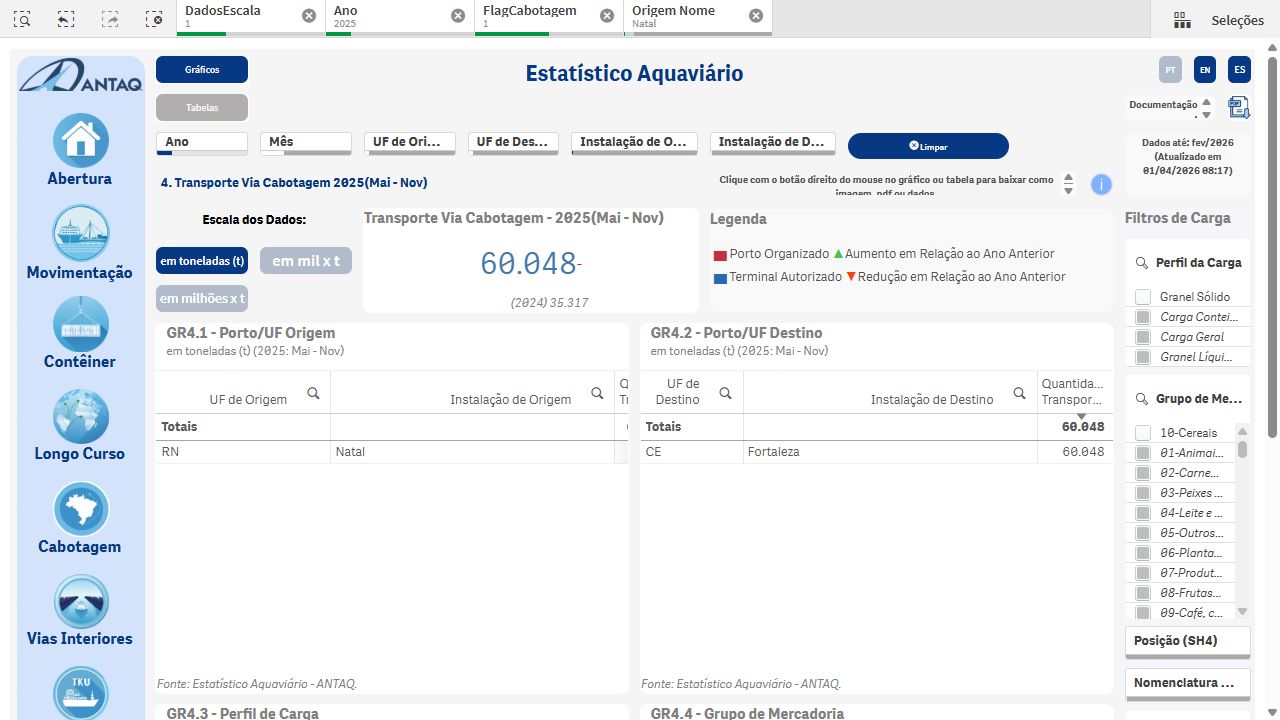 DadosEscala
1
Ano
2025
FlagCabotagem
1
Origem Nome
Natal
Seleções
ANTAQ
Gráficos
Estatístico Aquaviário
PT
EN
ES
Tabelas
Documentação
Ano
Mês
UF de Ori...
UF de Des...
Instalação de O...
Instalação de D...
Limpar
Dados até: fev/2026
(Atualizado em
01/04/2026 08:17)
4. Transporte Via Cabotagem 2025(Mai - Nov)
Clique com o botão direito do mouse no gráfico ou tabela para baixar como
imagem, pdf ou dados
i
Abertura
Movimentação
Contêiner
Longo Curso
Cabotagem
Vias Interiores
TKU
Escala dos Dados:
em toneladas (t)
em mil x t
em milhões x t
Transporte Via Cabotagem - 2025(Mai - Nov)
60.048-
(2024) 35.317
Legenda
Porto Organizado ▲Aumento em Relação ao Ano Anterior
Terminal Autorizado ▼Redução em Relação ao Ano Anterior
GR4.1 - Porto/UF Origem
em toneladas (t) (2025: Mai - Nov)
UF de Origem
Instalação de Origem
Totais
RN
Natal
Fonte: Estatístico Aquaviário - ANTAQ.
GR4.2 - Porto/UF Destino
em toneladas (t) (2025: Mai - Nov)
UF de
Destino
Instalação de Destino
Quantida...
Transpor...
Totais
60.048
CE
Fortaleza
60.048
Fonte: Estatístico Aquaviário - ANTAQ.
GR4.3 - Perfil de Carga
GR4.4 - Grupo de Mercadoria
Filtros de Carga
Perfil da Carga
Granel Sólido
Carga Contei...
Carga Geral
Granel Líqui...
Grupo de Me...
10-Cereais
01-Animai...
02-Carne...
03-Peixes ...
04-Leite e ...
05-Outros...
06-Planta...
07-Produt...
08-Frutas...
09-Café, c...
Posição (SH4)
Nomenclatura ...